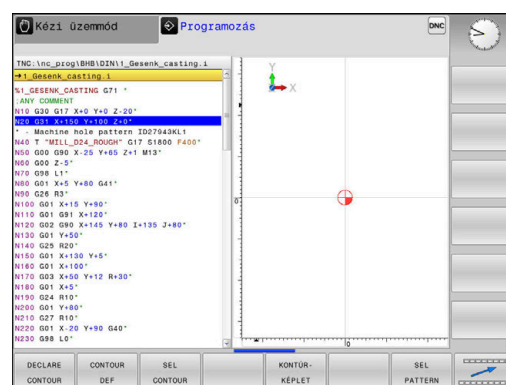 Kézi üzemmód
Programozás
DNC
TNC:\nc_prog\BHB\DIN\1_Gesenk_casting.i
→1_Gesenk_casting.i
%1_GESENK_CASTING G71 *
;ANY COMMENT
N10 G30 G17 X+0 Y+0 Z-20*
N20 G31 X+150 Y+100 Z+0*
* - Machine hole pattern ID27943KL1
N40 T "MILL_D24_ROUGH" G17 S1800 F400*
N50 G00 G90 X-25 Y+65 Z+1 M13*
N60 G00 Z-5*
N70 G98 L1*
N80 G01 X+5 Y+80 G41*
N90 G26 R3*
N100 G01 X+15 Y+90*
N110 G01 G91 X+120*
N120 G02 G90 X+145 Y+80 I+135 J+80*
N130 G01 Y+50*
N140 G25 R20*
N150 G01 X+130 Y+5*
N160 G01 X+100*
N170 G03 X+50 Y+12 R+30*
N180 G01 X+5*
N190 G24 R10*
N200 G01 Y+80*
N210 G27 R10*
N220 G01 X-20 Y+90 G40*
N230 G98 L0*
Y
X
0
0
DECLARE
CONTOUR
CONTOUR
DEF
SEL
CONTOUR
KONTÚR-
KÉPLET
SEL
PATTERN